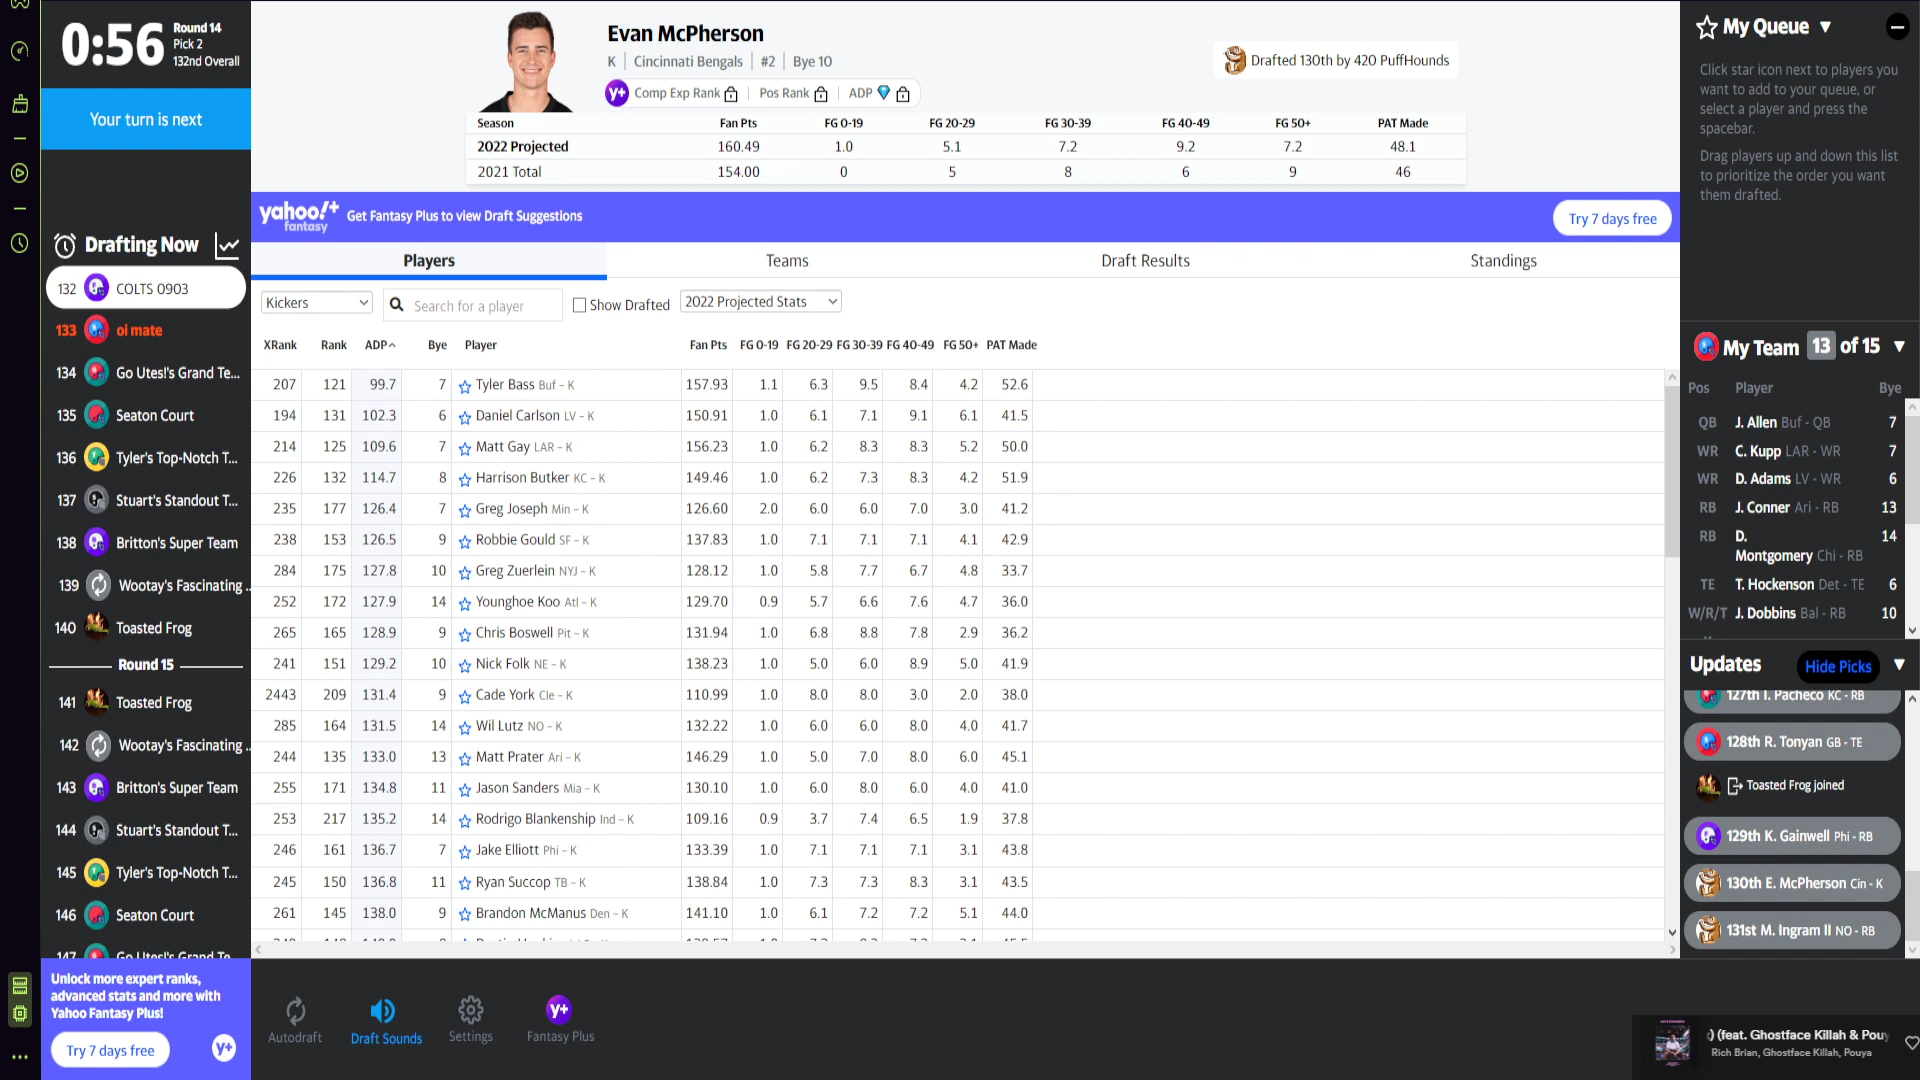 0:56
Round 14
Pick 2
132nd Overall
Your turn is next
Drafting Now
132 COLTS 0903
133 oi mate
134 Go Utes!'s Grand Te...
135 Seaton Court
136 Tyler's Top-Notch T...
137 Stuart's Standout T...
138 Britton's Super Team
139 Wootay's Fascinating ..
140 Toasted Frog
Round 15
141 Toasted Frog
142 Wootay's Fascinating ..
143 Britton's Super Team
144 Stuart's Standout T...
145 Tyler's Top-Notch T...
146 Seaton Court
147 Go Utes!'s Grand Te
Unlock more expert ranks,
advanced stats and more with
Yahoo Fantasy Plus!
Try 7 days free
y+
Evan McPherson
K | Cincinnati Bengals | #2 | Bye 10
y+ Comp Exp Rank | Pos Rank | ADP
Drafted 130th by 420 PuffHounds
Season Fan Pts FG 0-19 FG 20-29 FG 30-39 FG 40-49 FG 50+ PAT Made
2022 Projected 160.49 1.0 5.1 7.2 9.2 7.2 48.1
2021 Total 154.00 0 5 8 6 9 46
yahoo!+
fantasy
Get Fantasy Plus to view Draft Suggestions
Try 7 days free
Players Teams Draft Results Standings
Kickers Search for a player Show Drafted 2022 Projected Stats
XRank Rank ADP Bye Player Fan Pts FG 0-19 FG 20-29 FG 30-39 FG 40-49 FG 50+ PAT Made
207 121 99.7 7 Tyler Bass Buf - K 157.93 1.1 6.3 9.5 8.4 4.2 52.6
194 131 102.3 6 Daniel Carlson LV - K 150.91 1.0 6.1 7.1 9.1 6.1 41.5
214 125 109.6 7 Matt Gay LAR - K 156.23 1.0 6.2 8.3 8.3 5.2 50.0
226 132 114.7 8 Harrison Butker KC - K 149.46 1.0 6.2 7.3 8.3 4.2 51.9
235 177 126.4 7 Greg Joseph Min - K 126.60 2.0 6.0 6.0 7.0 3.0 41.2
238 153 126.5 9 Robbie Gould SF - K 137.83 1.0 7.1 7.1 7.1 4.1 42.9
284 175 127.8 10 Greg Zuerlein NYJ - K 128.12 1.0 5.8 7.7 6.7 4.8 33.7
252 172 127.9 14 Younghoe Koo Atl - K 129.70 0.9 5.7 6.6 7.6 4.7 36.0
265 165 128.9 9 Chris Boswell Pit - K 131.94 1.0 6.8 8.8 7.8 2.9 36.2
241 151 129.2 10 Nick Folk NE - K 138.23 1.0 5.0 6.0 8.9 5.0 41.9
2443 209 131.4 9 Cade York Cle - K 110.99 1.0 8.0 8.0 3.0 2.0 38.0
285 164 131.5 14 Wil Lutz NO - K 132.22 1.0 6.0 6.0 8.0 4.0 41.7
244 135 133.0 13 Matt Prater Ari - K 146.29 1.0 5.0 7.0 8.0 6.0 45.1
255 171 134.8 11 Jason Sanders Mia - K 130.10 1.0 6.0 8.0 6.0 4.0 41.0
253 217 135.2 14 Rodrigo Blankenship Ind - K 109.16 0.9 3.7 7.4 6.5 1.9 37.8
246 161 136.7 7 Jake Elliott Phi - K 133.39 1.0 7.1 7.1 7.1 3.1 43.8
245 150 136.8 11 Ryan Succop TB - K 138.84 1.0 7.3 7.3 8.3 3.1 43.5
261 145 138.0 9 Brandon McManus Den - K 141.10 1.0 6.1 7.2 7.2 5.1 44.0
Autodraft Draft Sounds Settings Fantasy Plus
My Queue
Click star icon next to players you
want to add to your queue, or
select a player and press the
spacebar.
Drag players up and down this list
to prioritize the order you want
them drafted.
My Team 13 of 15
Pos Player Bye
QB J. Allen Buf - QB 7
WR C. Kupp LAR - WR 7
WR D. Adams LV - WR 6
RB J. Conner Ari - RB 13
RB D. 14
Montgomery Chi - RB
TE T. Hockenson Det - TE 6
W/R/T J. Dobbins Bal - RB 10
Updates Hide Picks
127th I. Pacheco KC - RB
128th R. Tonyan GB - TE
Toasted Frog joined
129th K. Gainwell Phi - RB
130th E. McPherson Cin - K
131st M. Ingram II NO - RB
) (feat. Ghostface Killah & Pouy
Rich Brian, Ghostface Killah, Pouya